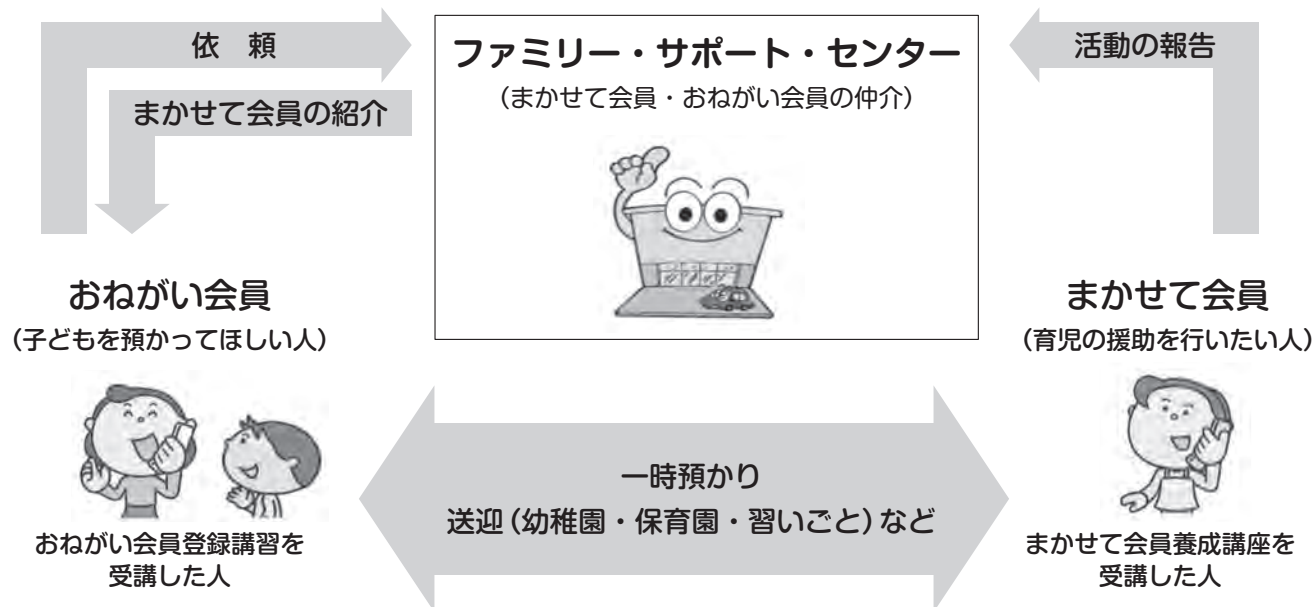 依 頼
まかせて会員の紹介
ファミリー・サポート・センター
(まかせて会員・おねがい会員の仲介)
活動の報告
おねがい会員
(子どもを預かってほしい人)
まかせて会員
(育児の援助を行いたい人)
一時預かり
送迎(幼稚園・保育園・習いごと)など
おねがい会員登録講習を
受講した人
まかせて会員養成講座を
受講した人